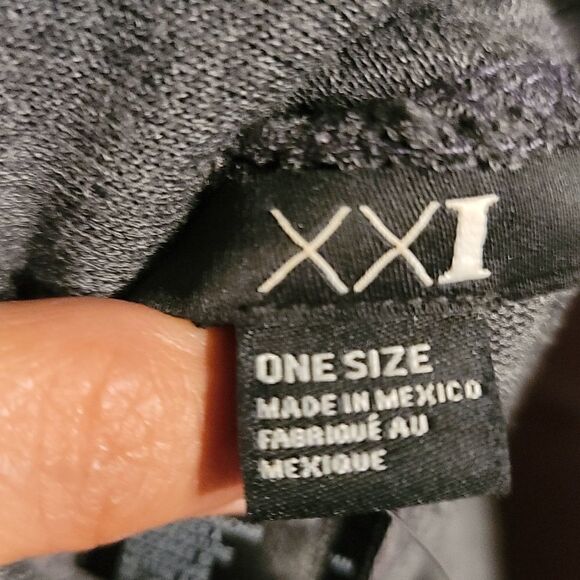 XXI
ONE SIZE
MADE IN MEXICO
FABRIQUÉ AU
MEXIQUE